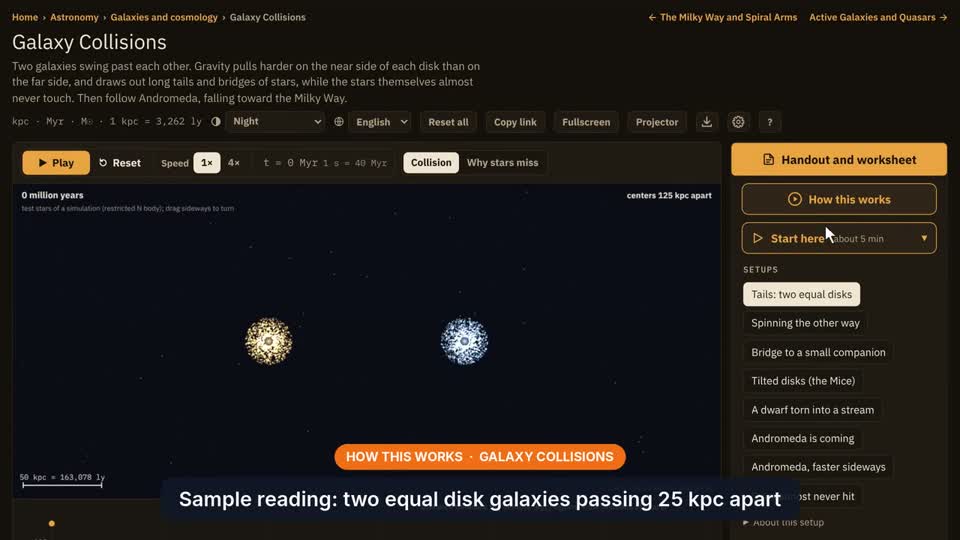 Home › Astronomy › Galaxies and cosmology › Galaxy Collisions
← The Milky Way and Spiral Arms Active Galaxies and Quasars →
Galaxy Collisions
Two galaxies swing past each other. Gravity pulls harder on the near side of each disk than on
the far side, and draws out long tails and bridges of stars, while the stars themselves almost
never touch. Then follow Andromeda, falling toward the Milky Way.
kpc · Myr · M☉ · 1 kpc = 3,262 ly
Night
English
Reset all
Copy link
Fullscreen
Projector
?
Play
Reset
Speed
1×
4×
t = 0 Myr 1 s = 40 Myr
Collision
Why stars miss
Handout and worksheet
0 million years
centers 125 kpc apart
test stars of a simulation (restricted N body); drag sideways to turn
How this works
Start here about 5 min
SETUPS
Tails: two equal disks
Spinning the other way
Bridge to a small companion
Tilted disks (the Mice)
A dwarf torn into a stream
Andromeda is coming
Andromeda, faster sideways
most never hit
About this setup
50 kpc = 163,078 ly
HOW THIS WORKS · GALAXY COLLISIONS
Sample reading: two equal disk galaxies passing 25 kpc apart